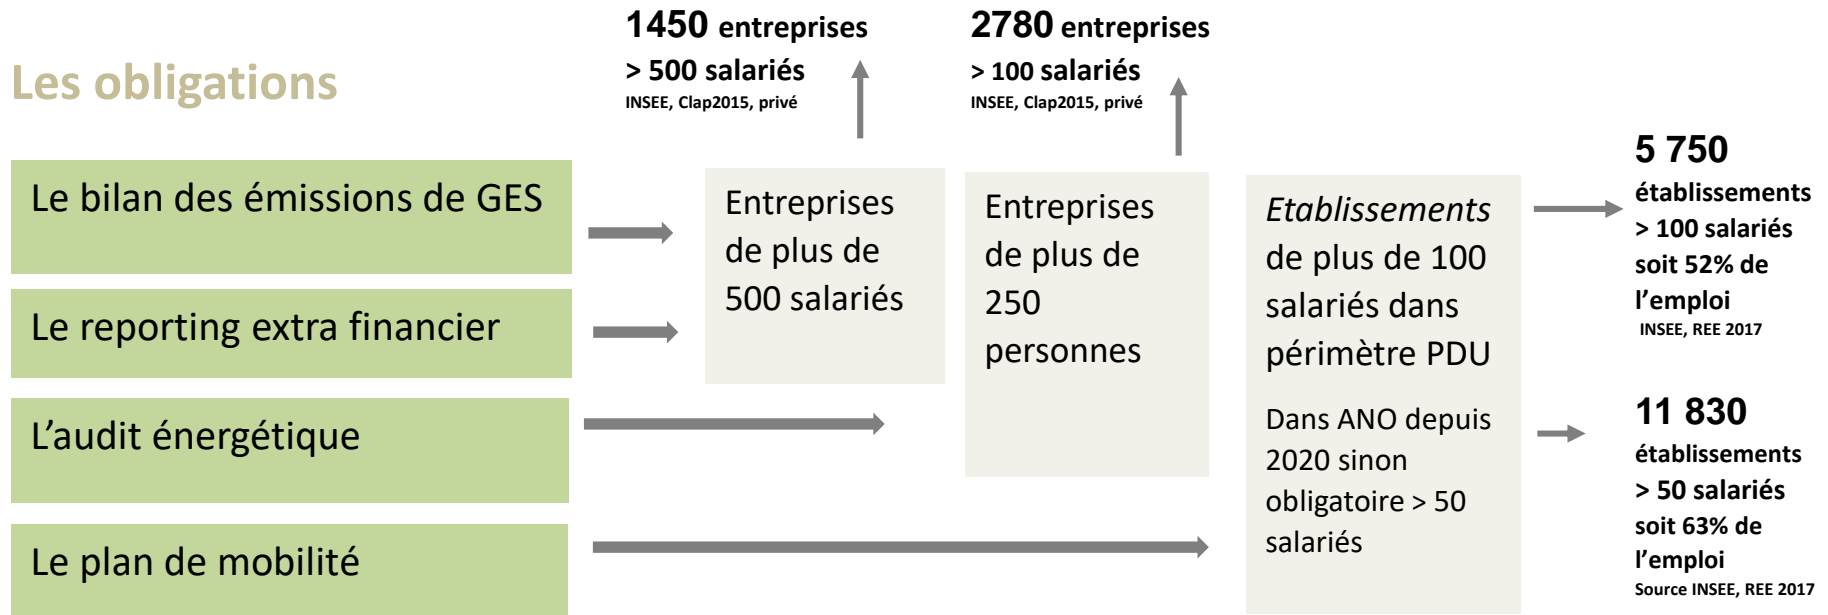 Les obligations
1450 entreprises
> 500 salariés
INSEE, Clap2015, privé
2780 entreprises
> 100 salariés
INSEE, Clap2015, privé
Le bilan des émissions de GES
Le reporting extra financier
L’audit énergétique
Le plan de mobilité
Entreprises
de plus de
500 salariés
Entreprises
de plus de
250
personnes
Etablissements
de plus de 100
salariés dans
périmètre PDU
Dans ANO depuis
2020 sinon
obligatoire > 50
salariés
5 750
établissements
> 100 salariés
soit 52% de
l’emploi
INSEE, REE 2017
11 830
établissements
> 50 salariés
soit 63% de
l’emploi
Source INSEE, REE 2017